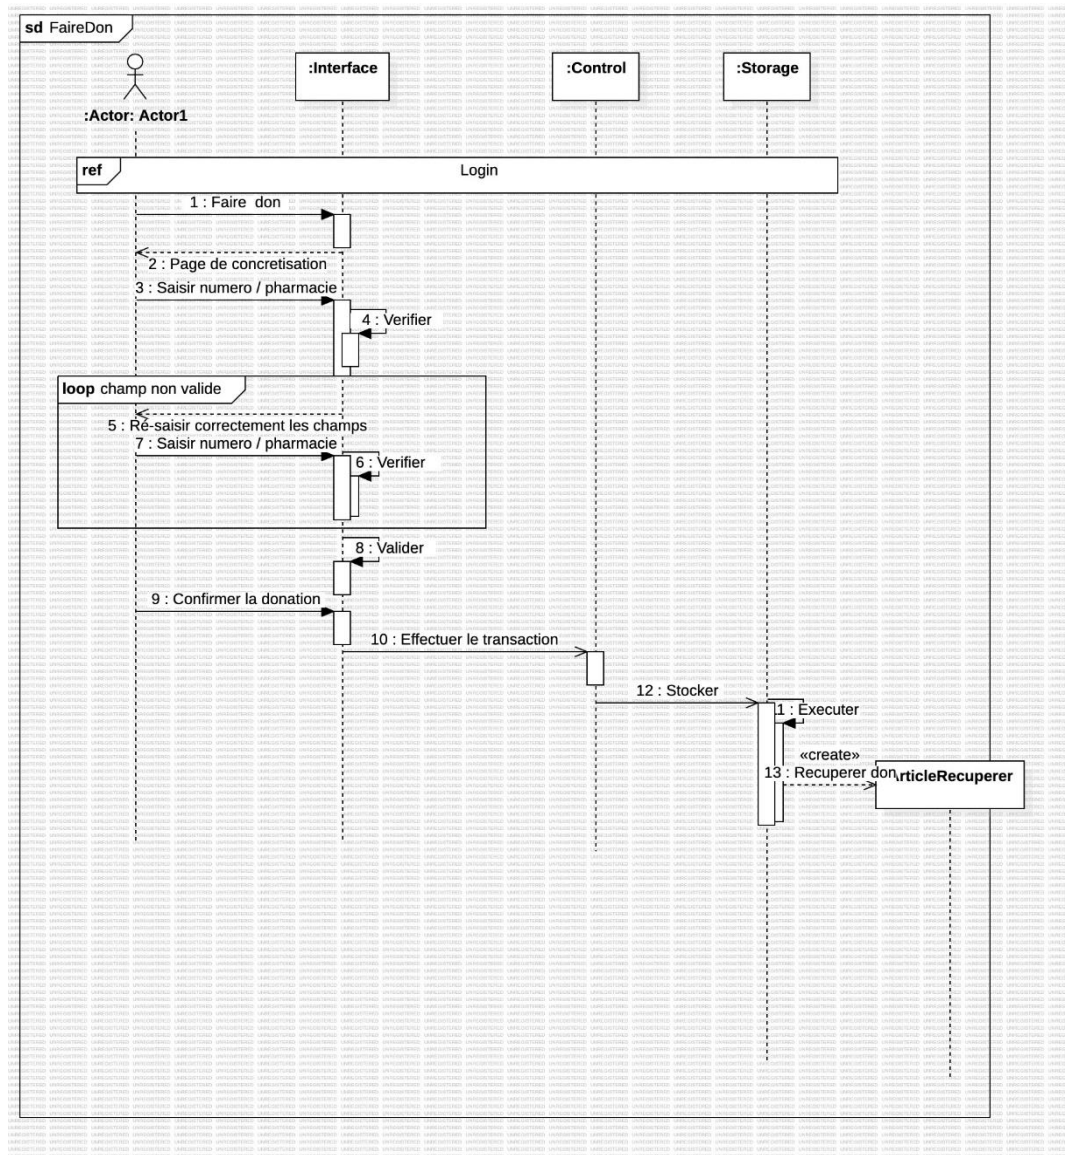 sd FaireDon
:Interface
:Control
:Storage
:Actor: Actor1
ref
Login
1 : Faire don
2 : Page de concretisation
3 : Saisir numero / pharmacie
4 : Verifier
loop champ non valide
5 : Re-saisir correctement les champs
7 : Saisir numero / pharmacie
6 : Verifier
8 : Valider
9 : Confirmer la donation
10 : Effectuer le transaction
12 : Stocker
1 : Executer
«create»
13 : Recuperer don
rticleRecuperer
UNREGISTERED